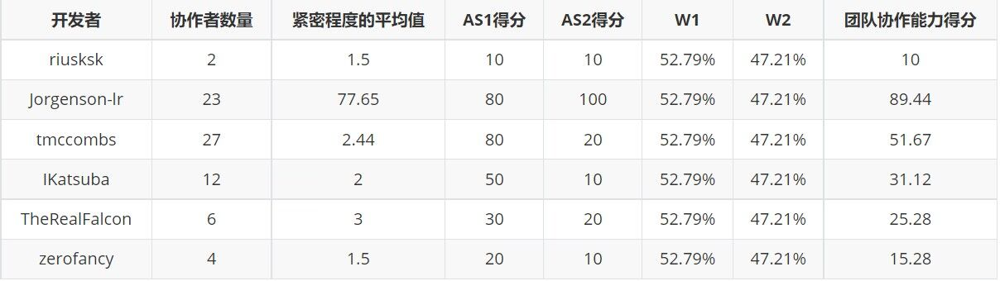 开发者 协作者数量 紧密程度的平均值 AS1得分 AS2得分 W1 W2 团队协作能力得分
riusksk 2 1.5 10 10 52.79% 47.21% 10
Jorgenson-lr 23 77.65 80 100 52.79% 47.21% 89.44
tmccombs 27 2.44 80 20 52.79% 47.21% 51.67
IKatsuba 12 2 50 10 52.79% 47.21% 31.12
TheRealFalcon 6 3 30 20 52.79% 47.21% 25.28
zerofancy 4 1.5 20 10 52.79% 47.21% 15.28